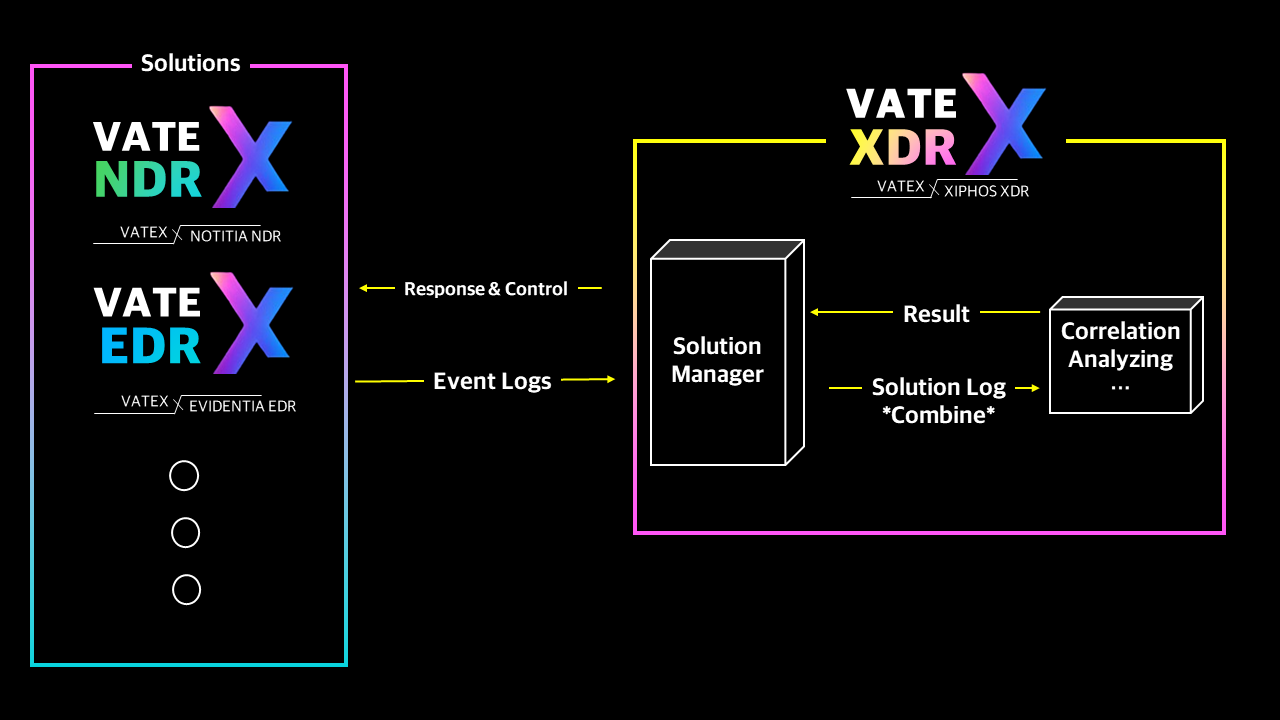 Solutions
VATE X
NDR
VATEX NOTITIA NDR
VATE X
EDR
VATEX EVIDENTIA EDR
Response & Control
Event Logs
VATE X
XDR
VATEX XIPHOS XDR
Solution
Manager
Result
Solution Log
*Combine*
Correlation
Analyzing
...